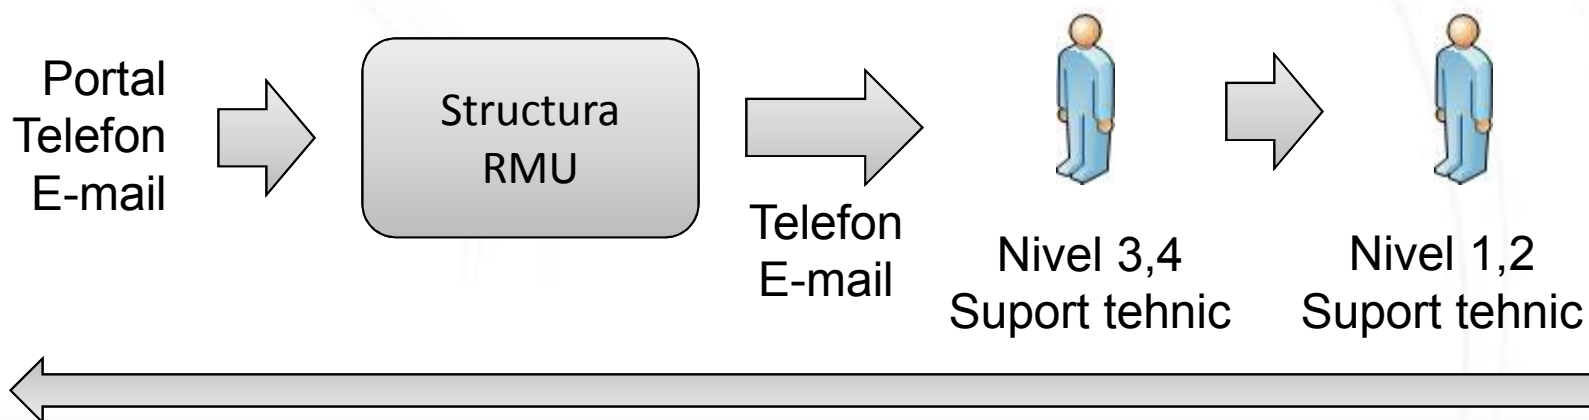 Portal
Telefon
E-mail
Structura
RMU
Telefon
E-mail
Nivel 3,4
Suport tehnic
Nivel 1,2
Suport tehnic